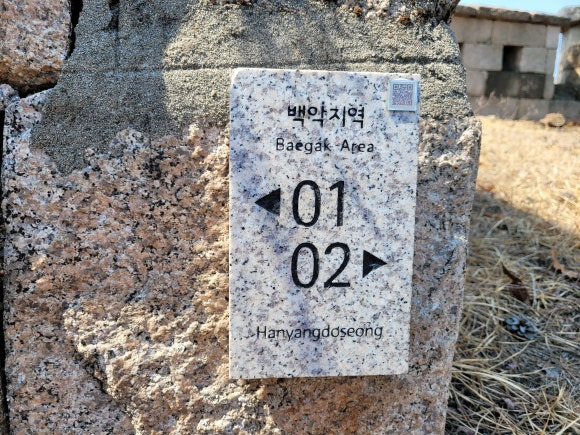 백악지역
Baegak Area
◀01
02▶
Hanyangdoseong